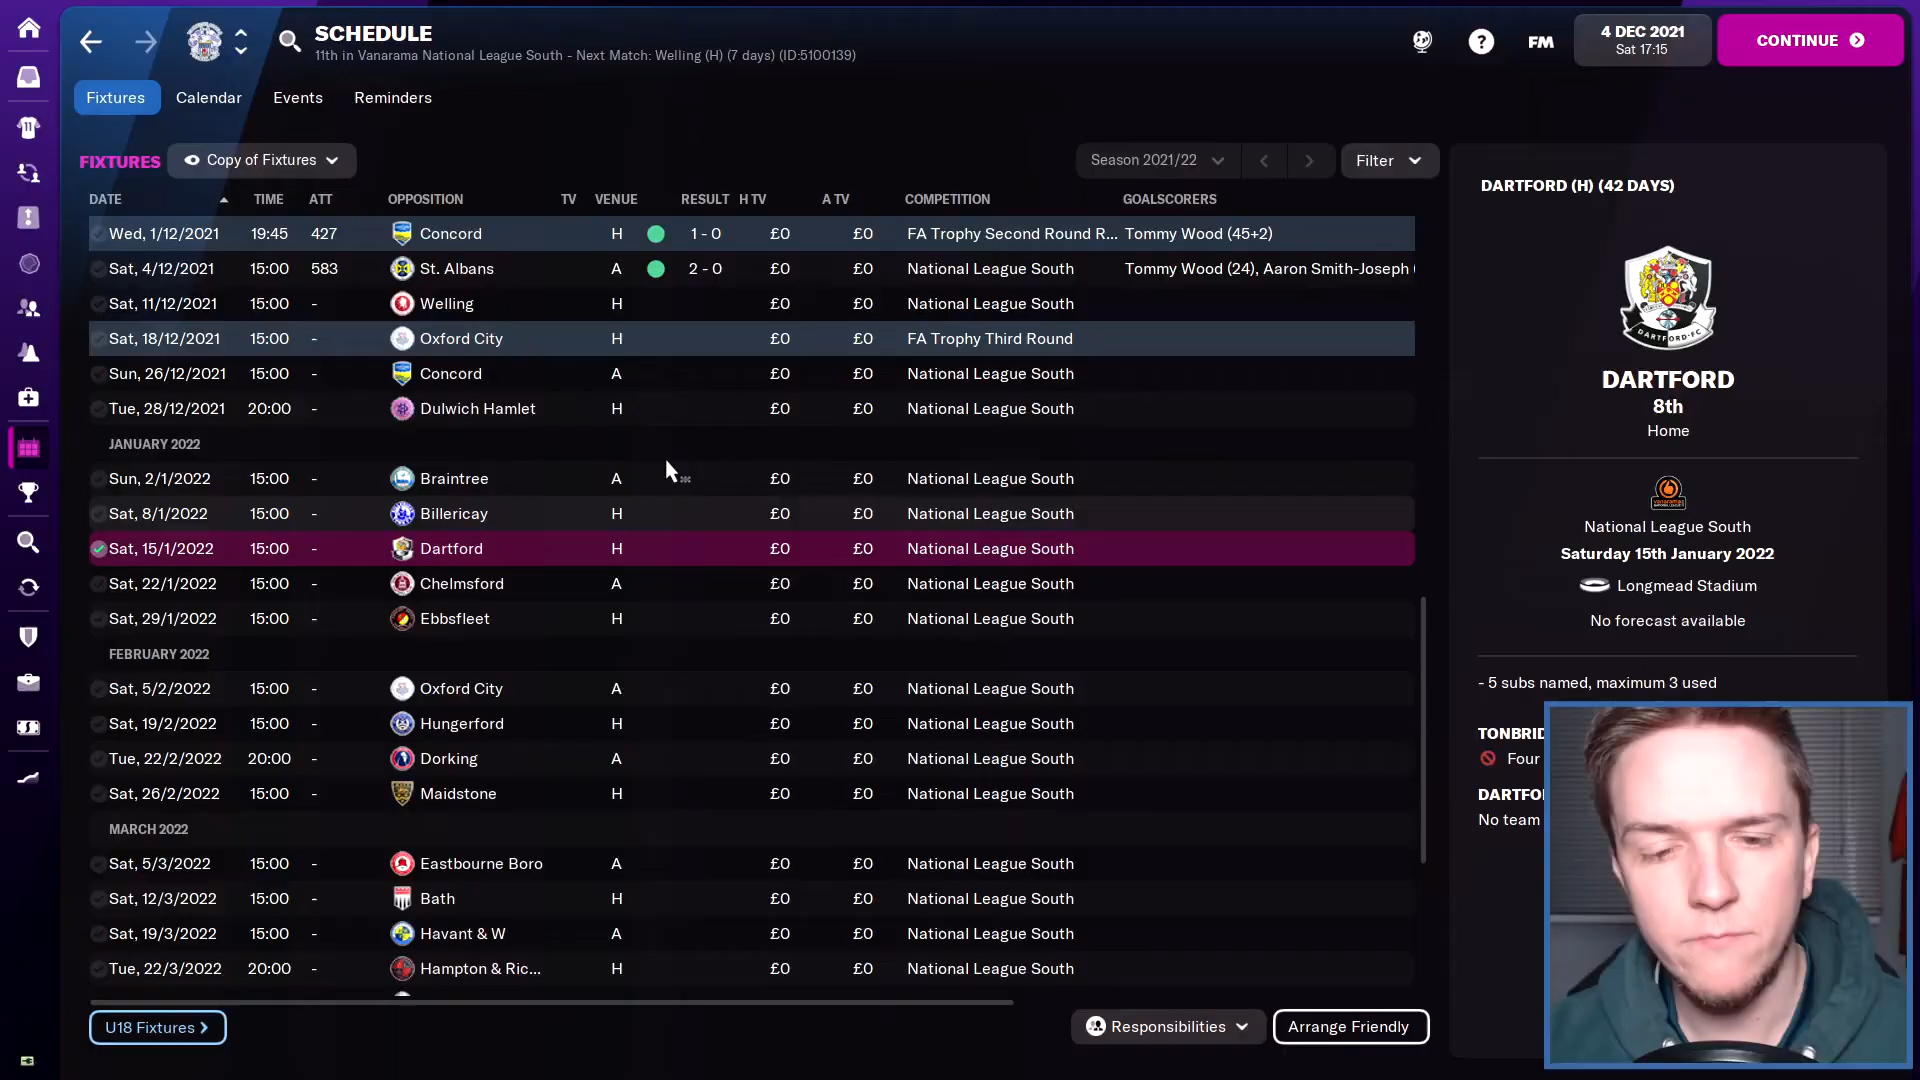 SCHEDULE
11th in Vanarama National League South - Next Match: Welling (H) (7 days) (ID:5100139)
FM
4 DEC 2021
Sat 17:15
CONTINUE
Fixtures Calendar Events Reminders
FIXTURES Copy of Fixtures Season 2021/22 Filter
DATE TIME ATT OPPOSITION TV VENUE RESULT H TV A TV COMPETITION GOALSCORERS
Wed, 1/12/2021 19:45 427 Concord H 1 - 0 £0 £0 FA Trophy Second Round R... Tommy Wood (45+2)
Sat, 4/12/2021 15:00 583 St. Albans A 2 - 0 £0 £0 National League South Tommy Wood (24), Aaron Smith-Joseph
Sat, 11/12/2021 15:00 - Welling H £0 £0 National League South
Sat, 18/12/2021 15:00 - Oxford City H £0 £0 FA Trophy Third Round
Sun, 26/12/2021 15:00 - Concord A £0 £0 National League South
Tue, 28/12/2021 20:00 - Dulwich Hamlet H £0 £0 National League South
JANUARY 2022
Sun, 2/1/2022 15:00 - Braintree A £0 £0 National League South
Sat, 8/1/2022 15:00 - Billericay H £0 £0 National League South
Sat, 15/1/2022 15:00 - Dartford H £0 £0 National League South
Sat, 22/1/2022 15:00 - Chelmsford A £0 £0 National League South
Sat, 29/1/2022 15:00 - Ebbsfleet H £0 £0 National League South
FEBRUARY 2022
Sat, 5/2/2022 15:00 - Oxford City A £0 £0 National League South
Sat, 19/2/2022 15:00 - Hungerford H £0 £0 National League South
Tue, 22/2/2022 20:00 - Dorking A £0 £0 National League South
Sat, 26/2/2022 15:00 - Maidstone H £0 £0 National League South
MARCH 2022
Sat, 5/3/2022 15:00 - Eastbourne Boro A £0 £0 National League South
Sat, 12/3/2022 15:00 - Bath H £0 £0 National League South
Sat, 19/3/2022 15:00 - Havant & W A £0 £0 National League South
Tue, 22/3/2022 20:00 - Hampton & Ric... H £0 £0 National League South
U18 Fixtures Responsibilities Arrange Friendly
DARTFORD (H) (42 DAYS)
DARTFORD-FC
DARTFORD
8th
Home
National League South
Saturday 15th January 2022
Longmead Stadium
No forecast available
- 5 subs named, maximum 3 used
TONBRID
Four
DARTFO
No team